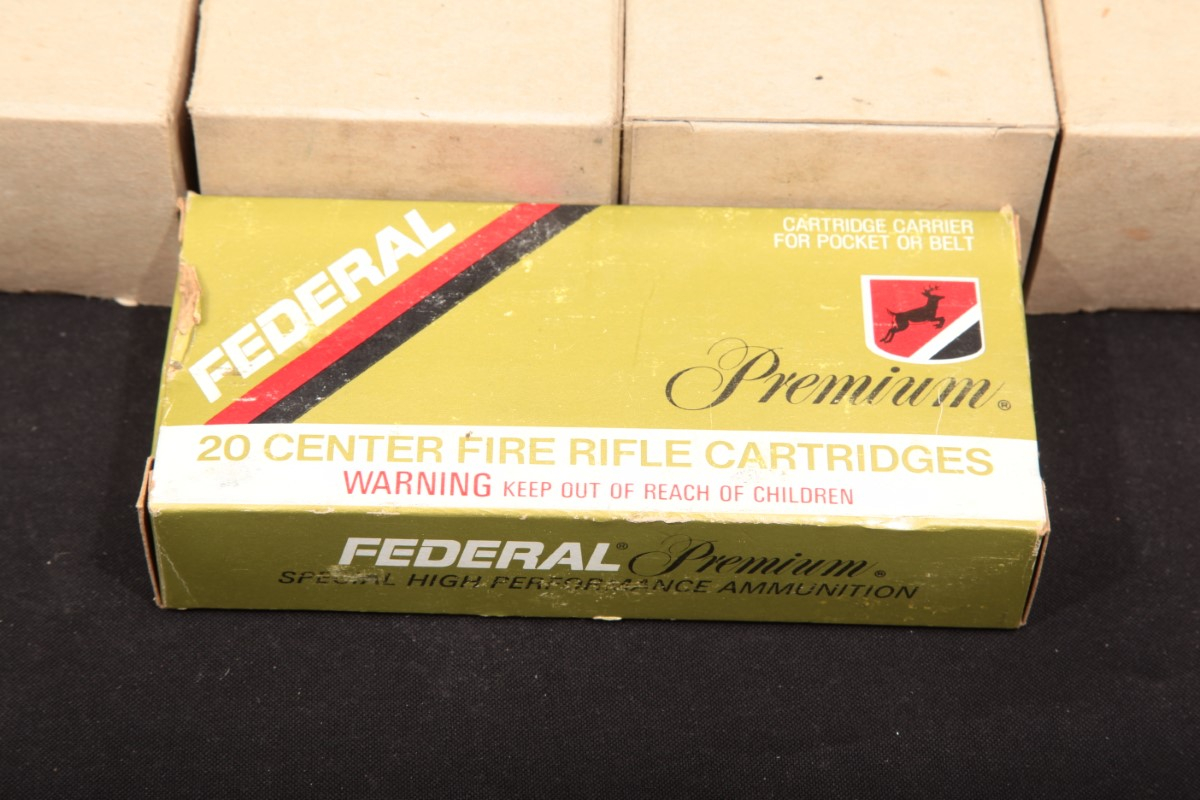 FEDERAL
CARTRIDGE CARRIER
FOR POCKET OR BELT
Premium®
20 CENTER FIRE RIFLE CARTRIDGES
WARNING KEEP OUT OF REACH OF CHILDREN
FEDERAL® Premium®
SPECIAL HIGH PERFORMANCE AMMUNITION